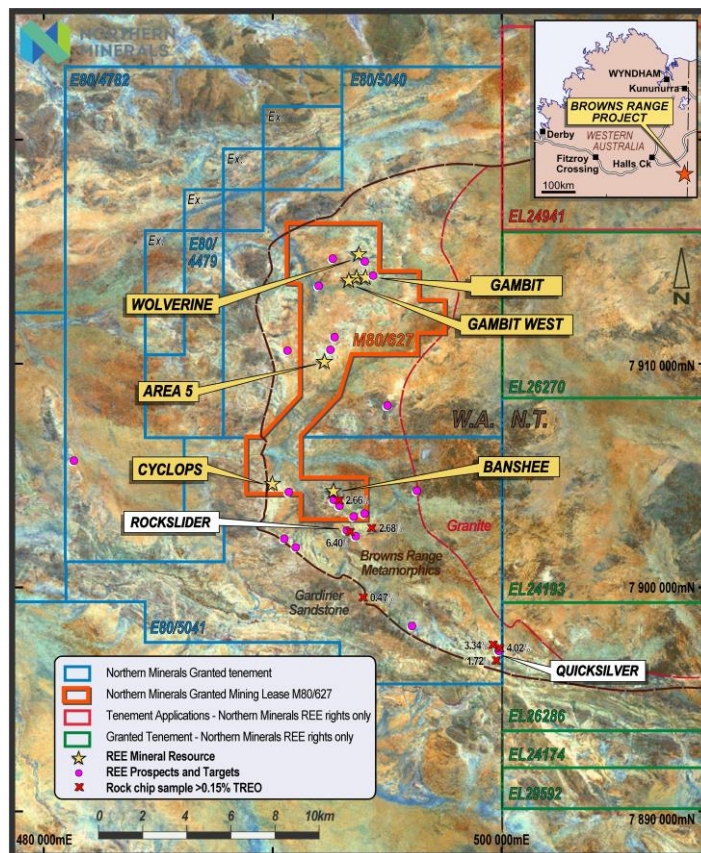 NORTHERN
MINERALS
E80/4782
E80/5040
EL24941
WYNDHAM
Kununurra
BROWNS RANGE
PROJECT
Derby
WESTERN
AUSTRALIA
Fitzroy
Crossing
Halls Ck
100km
Ex.
Ex.
Ex.
Ex.
E80/
4479
WOLVERINE
GAMBIT
GAMBIT WEST
N
M80/627
7 910 000mN
EL26270
AREA 5
W.A.
N.T.
CYCLOPS
BANSHEE
2.66%
ROCKSLIDER
2.68%
6.40%
Granite
Browns Range
Metamorphics
EL24193
7 900 000mN
Gardiner
Sandstone
0.47%
E80/5041
3.34%
4.02%
1.72%
QUICKSILVER
Northern Minerals Granted tenement
Northern Minerals Granted Mining Lease M80/627
Tenement Applications - Northern Minerals REE rights only
Granted Tenement - Northern Minerals REE rights only
REE Mineral Resource
REE Prospects and Targets
Rock chip sample >0.15% TREO
EL26286
EL24174
EL29592
0 2 4 6 8 10km
7 890 000mN
480 000mE
500 000mE